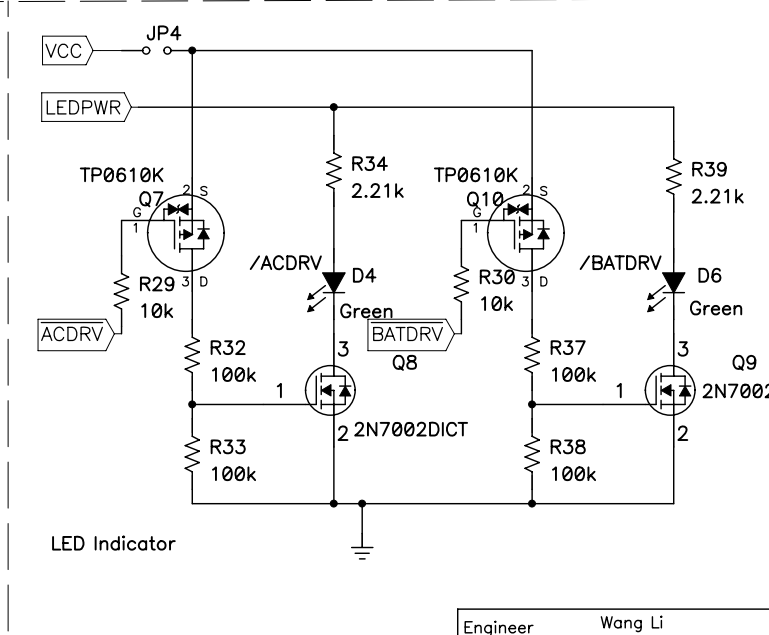 JP4
VCC
LEDPWR
TP0610K
Q7
2 S
G
1
3 D
R34
2.21k
TP0610K
Q10
2 S
G
1
3 D
R39
2.21k
R29
10k
ACDRV
/ACDRV
D4
Green
R30
10k
BATDRV
/BATDRV
D6
Green
R32
100k
1
3
Q8
2
2N7002DICT
R37
100k
1
3
Q9
2N7002
2
R33
100k
R38
100k
LED Indicator
Engineer
Wang Li